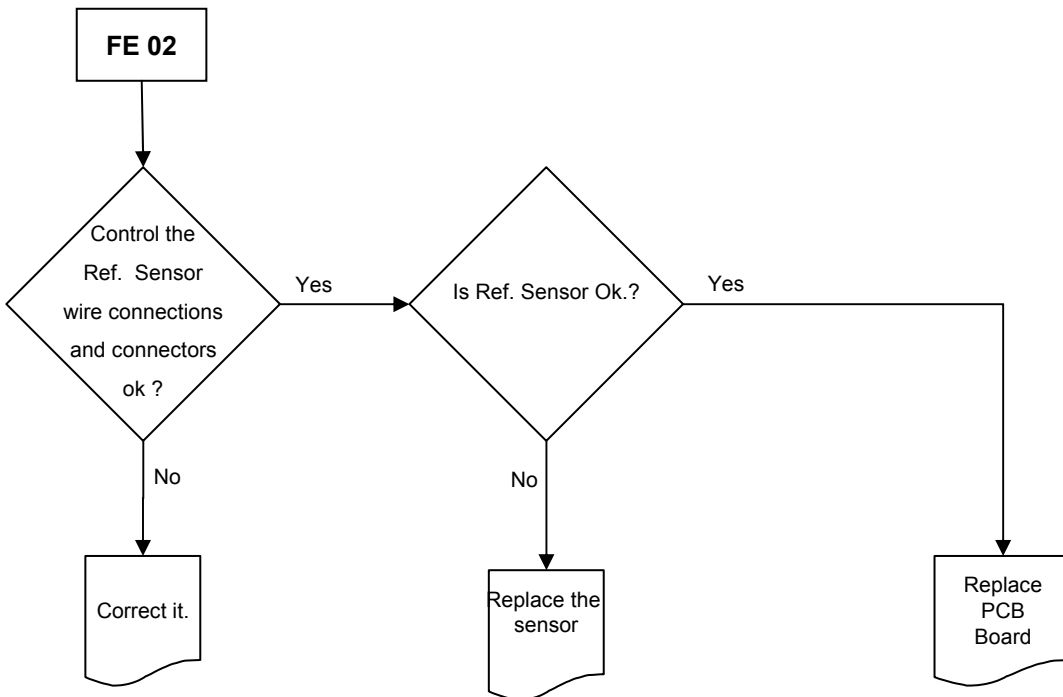 FE 02
Control the
Ref. Sensor
wire connections
and connectors
ok ?
Yes
Is Ref. Sensor Ok.?
Yes
No
No
Correct it.
Replace the
sensor
Replace
PCB
Board